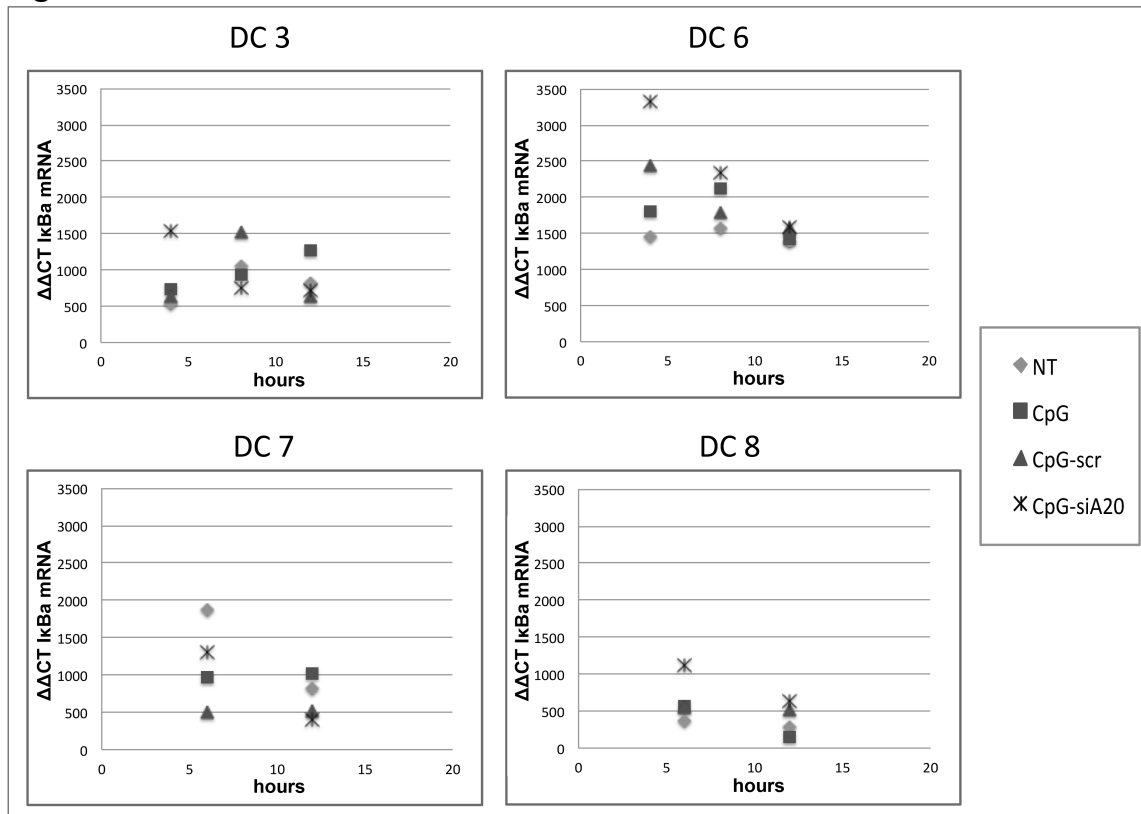 DC 3
ΔΔCT IκBa mRNA
3500
3000
2500
2000
1500
1000
500
0
0 5 10 15 20
hours
DC 6
ΔΔCT IκBa mRNA
3500
3000
2500
2000
1500
1000
500
0
0 5 10 15 20
hours
DC 7
ΔΔCT IκBa mRNA
3500
3000
2500
2000
1500
1000
500
0
0 5 10 15 20
hours
DC 8
ΔΔCT IκBa mRNA
3500
3000
2500
2000
1500
1000
500
0
0 5 10 15 20
hours
NT
CpG
CpG-scr
CpG-siA20